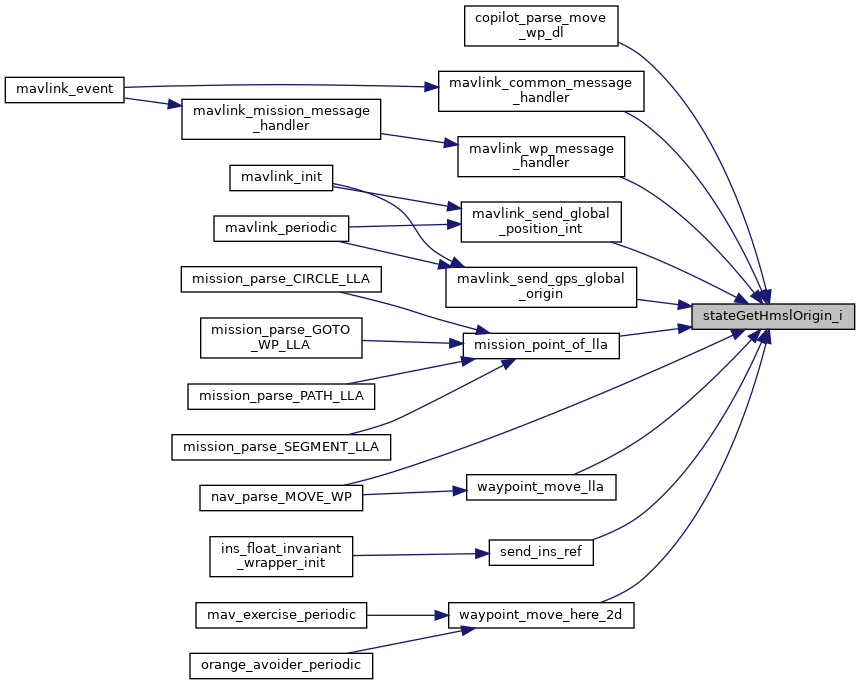 copilot_parse_move
_wp_dl
mavlink_common_message
_handler
mavlink_event
mavlink_mission_message
_handler
mavlink_wp_message
_handler
mavlink_init
mavlink_send_global
_position_int
mavlink_periodic
mavlink_send_gps_global
_origin
mission_parse_CIRCLE_LLA
stateGetHmslOrigin_i
mission_parse_GOTO
_WP_LLA
mission_point_of_lla
mission_parse_PATH_LLA
mission_parse_SEGMENT_LLA
nav_parse_MOVE_WP
waypoint_move_lla
ins_float_invariant
_wrapper_init
send_ins_ref
mav_exercise_periodic
waypoint_move_here_2d
orange_avoider_periodic